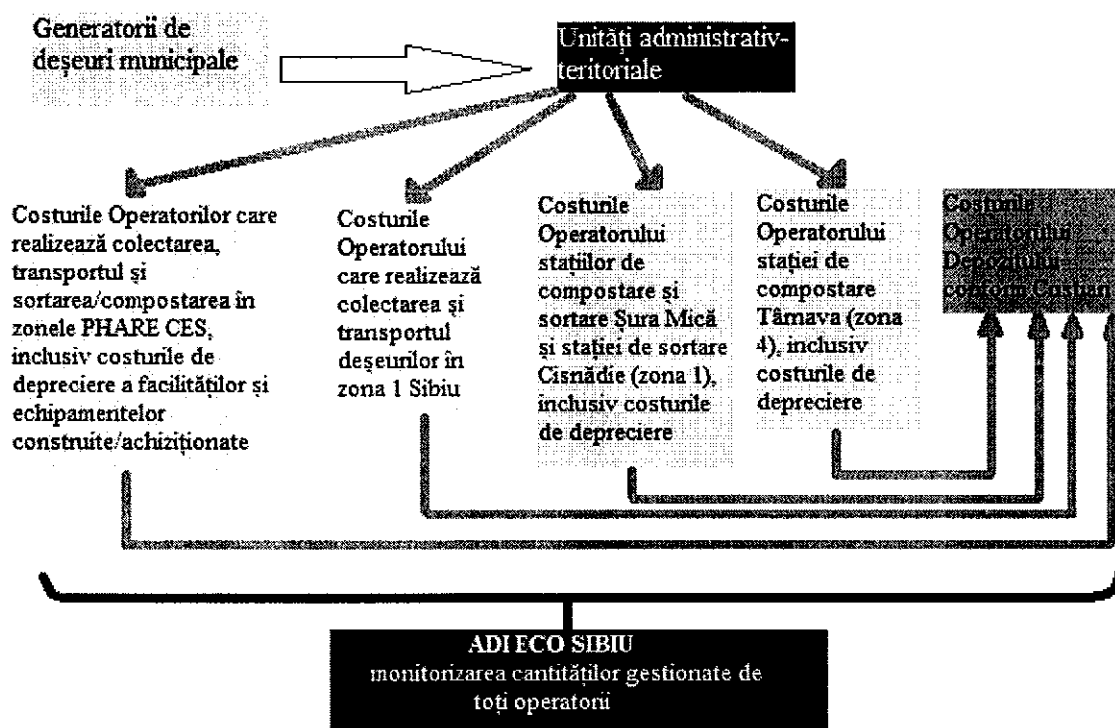 Generatorii de
deșeuri municipale
Unități administrativ-
teritoriale
Costurile Operatorilor care
realizează colectarea,
transportul și
sortarea/compostarea în
zonele PHARE CES,
inclusiv costurile de
depreciere a facilităților și
echipamentelor
construite/achiziționate
Costurile
Operatorului
care realizează
colectarea și
transportul
deșeurilor în
zona 1 Sibiu
Costurile
Operatorului
stațiilor de
compostare și
sortare Șura Mică
și stației de sortare
Cisnădie (zona 1),
inclusiv costurile
de depreciere
Costurile
Operatorului
stației de
compostare
Târnava (zona
4), inclusiv
costurile de
depreciere
Costurile
Operatorului
Depozitului
conform Cristian
ADI ECO SIBIU
monitorizarea cantităților gestionate de
toți operatorii